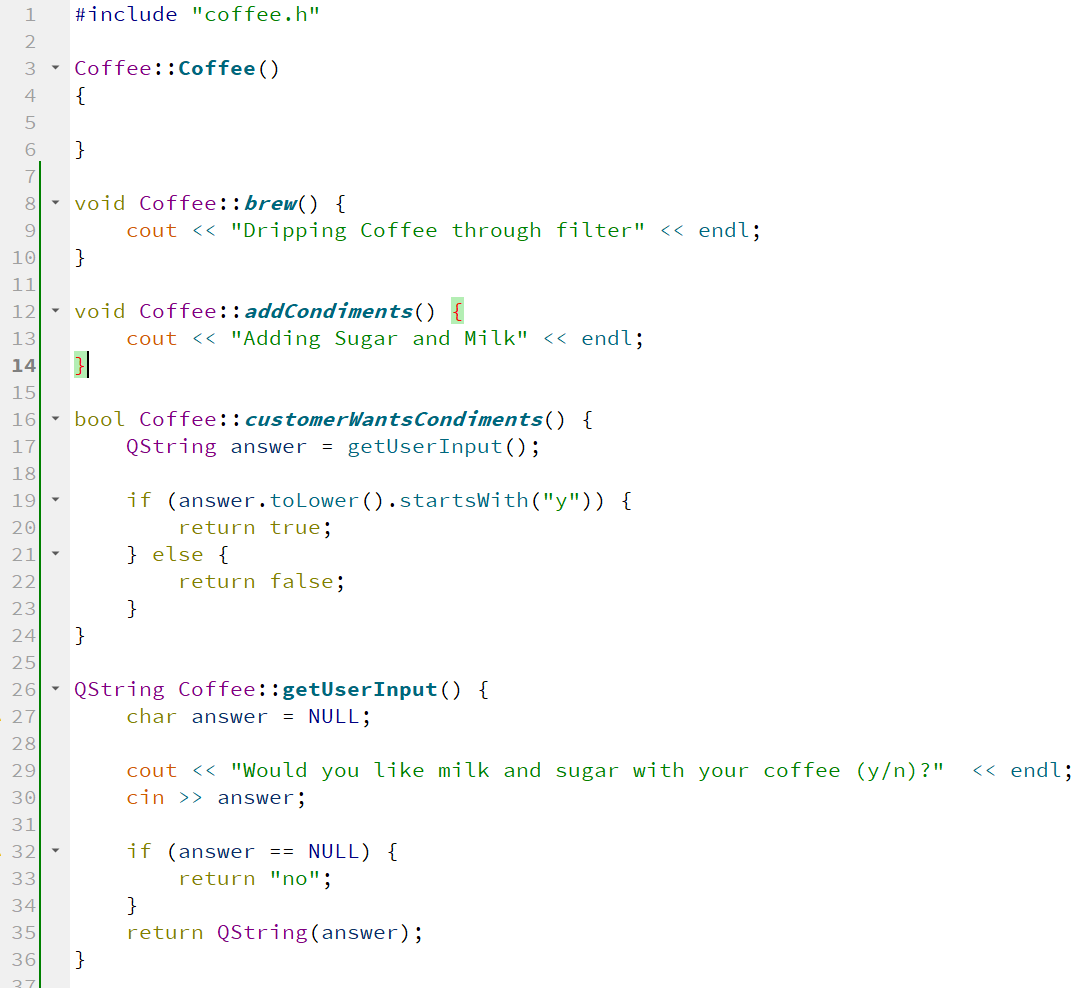 1 #include "coffee.h"
2
3 Coffee::Coffee()
4 {
5
6 }
7
8 void Coffee::brew() {
9     cout << "Dripping Coffee through filter" << endl;
10 }
11
12 void Coffee::addCondiments() {
13     cout << "Adding Sugar and Milk" << endl;
14 }
15
16 bool Coffee::customerWantsCondiments() {
17     QString answer = getUserInput();
18
19     if (answer.toLower().startsWith("y")) {
20         return true;
21     } else {
22         return false;
23     }
24 }
25
26 QString Coffee::getUserInput() {
27     char answer = NULL;
28
29     cout << "Would you like milk and sugar with your coffee (y/n)?"  << endl;
30     cin >> answer;
31
32     if (answer == NULL) {
33         return "no";
34     }
35     return QString(answer);
36 }
37